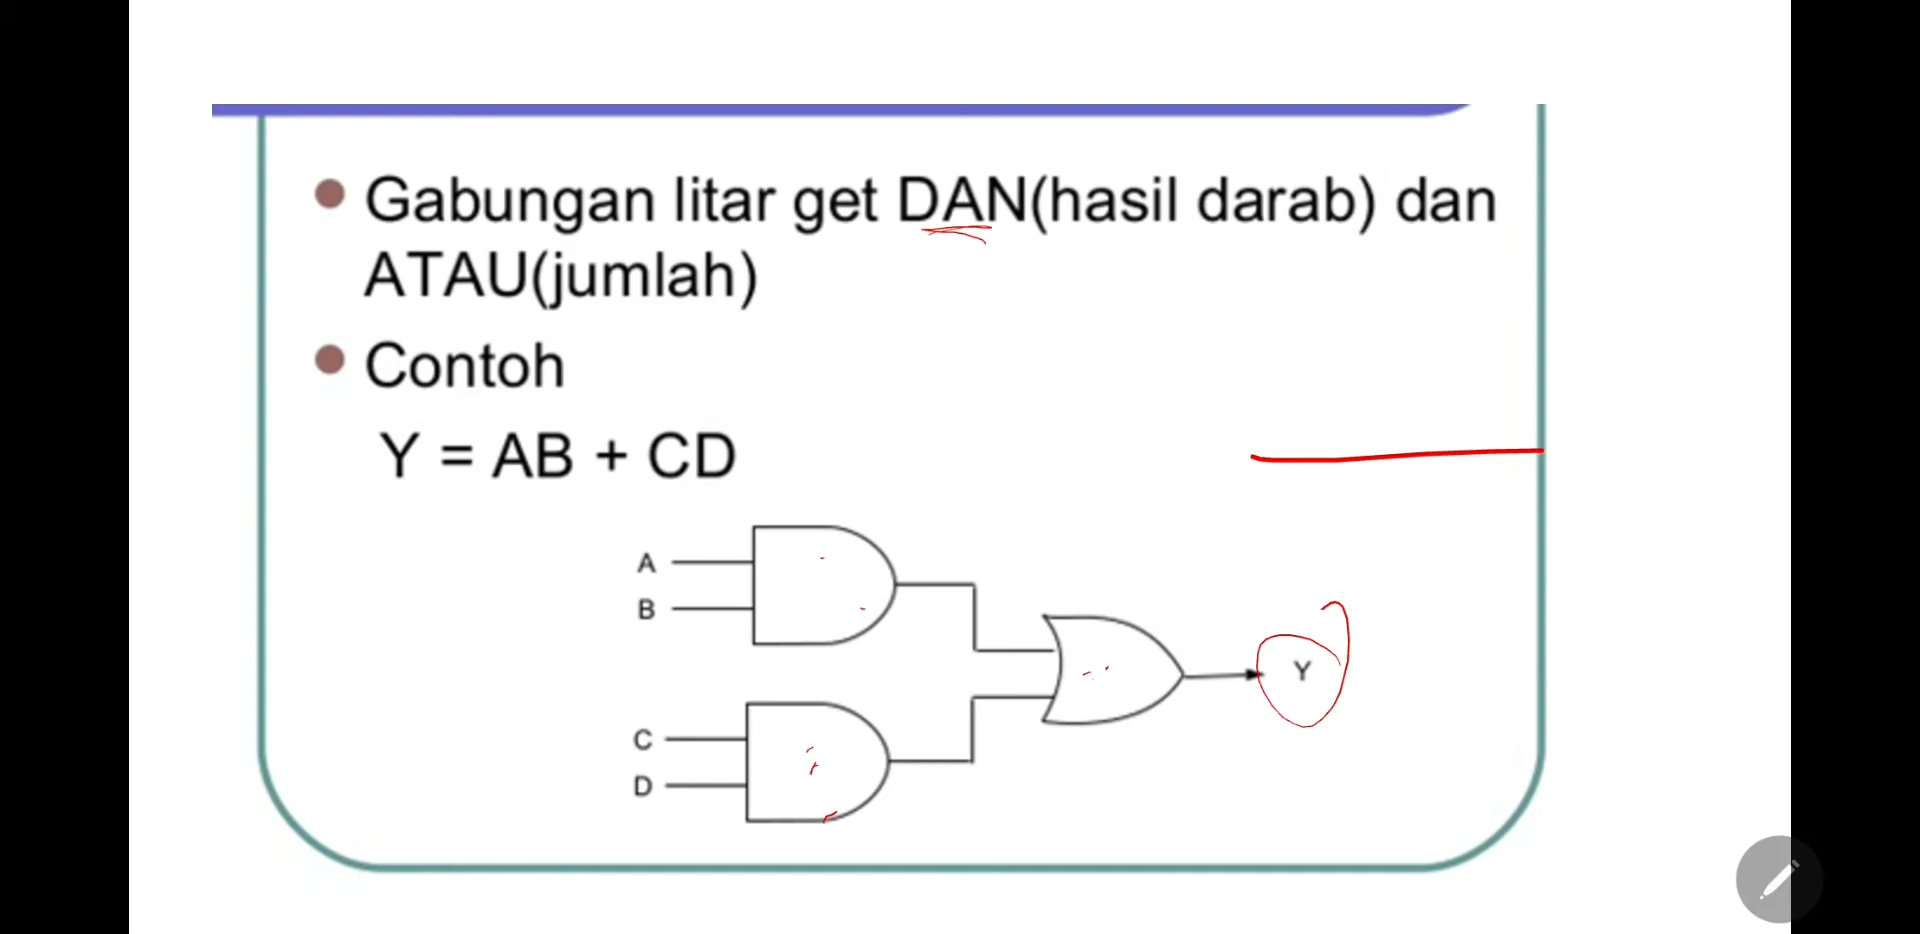 Gabungan litar get DAN(hasil darab) dan
ATAU(jumlah)
Contoh
Y = AB + CD
A
B
Y
C
D